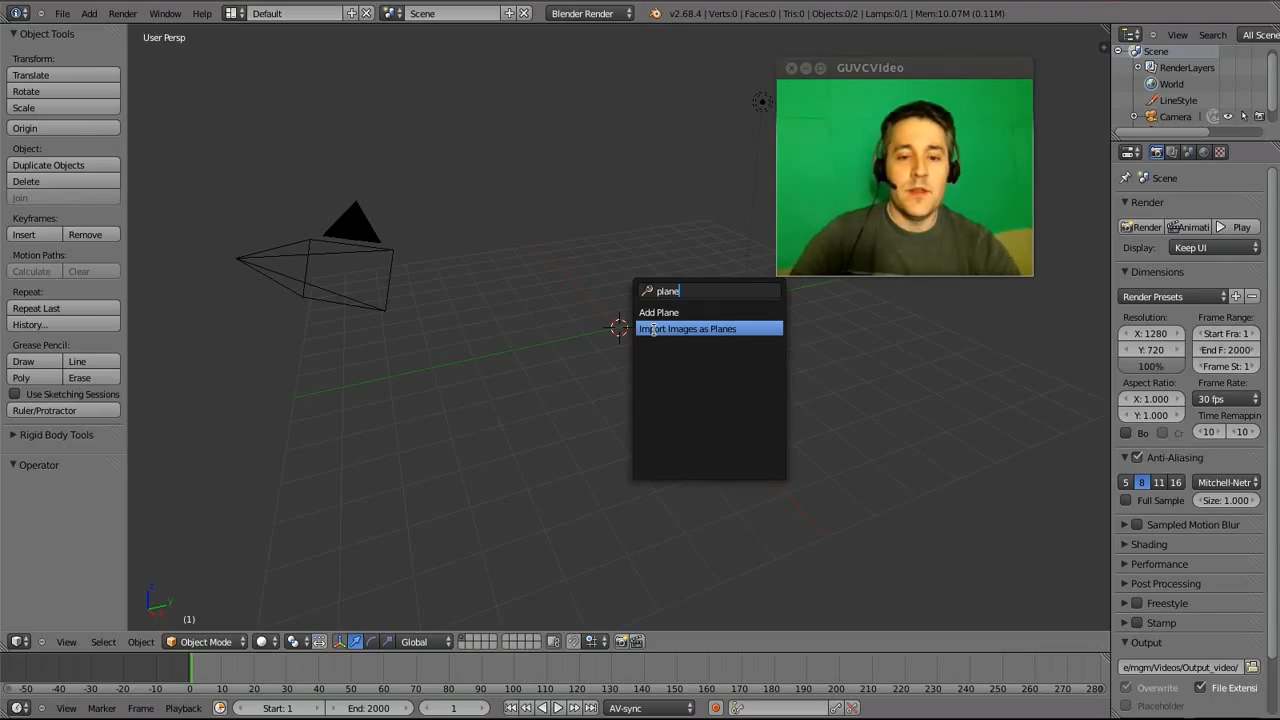 File Add Render Window Help Default Scene Blender Render v2.68.4 | Verts:0 | Faces:0 | Tris:0 | Objects:0/2 | Lamps:0/1 | Mem:10.07M (0.11M)
Object Tools
Transform:
Translate
Rotate
Scale
Origin
Object:
Duplicate Objects
Delete
Join
Keyframes:
Insert Remove
Motion Paths:
Calculate Clear
Repeat:
Repeat Last
History...
Grease Pencil:
Draw Line
Poly Erase
Use Sketching Sessions
Ruler/Protractor
Rigid Body Tools
Operator
User Persp
GUVCVideo
plane
Add Plane
Import Images as Planes
(1)
View Select Object Object Mode Global
View Search All Scene
Scene
RenderLayers
World
LineStyle
Camera
Scene
Render
Render Animati Play
Display: Keep UI
Dimensions
Render Presets
Resolution: Frame Range:
X: 1280 Start Fra: 1
Y: 720 End F: 2000
100% Frame St: 1
Aspect Ratio: Frame Rate:
X: 1.000 30 fps
Y: 1.000 Time Remappin
Bo Cr 10 10
Anti-Aliasing
5 8 11 16 Mitchell-Netr
Full Sample Size: 1.000
Sampled Motion Blur
Shading
Performance
Post Processing
Freestyle
Stamp
Output
e/mgm/Videos/Output_video/
Overwrite File Extensi
Placeholder
-50 -40 -30 -20 -10 0 10 20 30 40 50 60 70 80 90 100 110 120 130 140 150 160 170 180 190 200 210 220 230 240 250 260 270 280
View Marker Frame Playback Start: 1 End: 2000 1 AV-sync